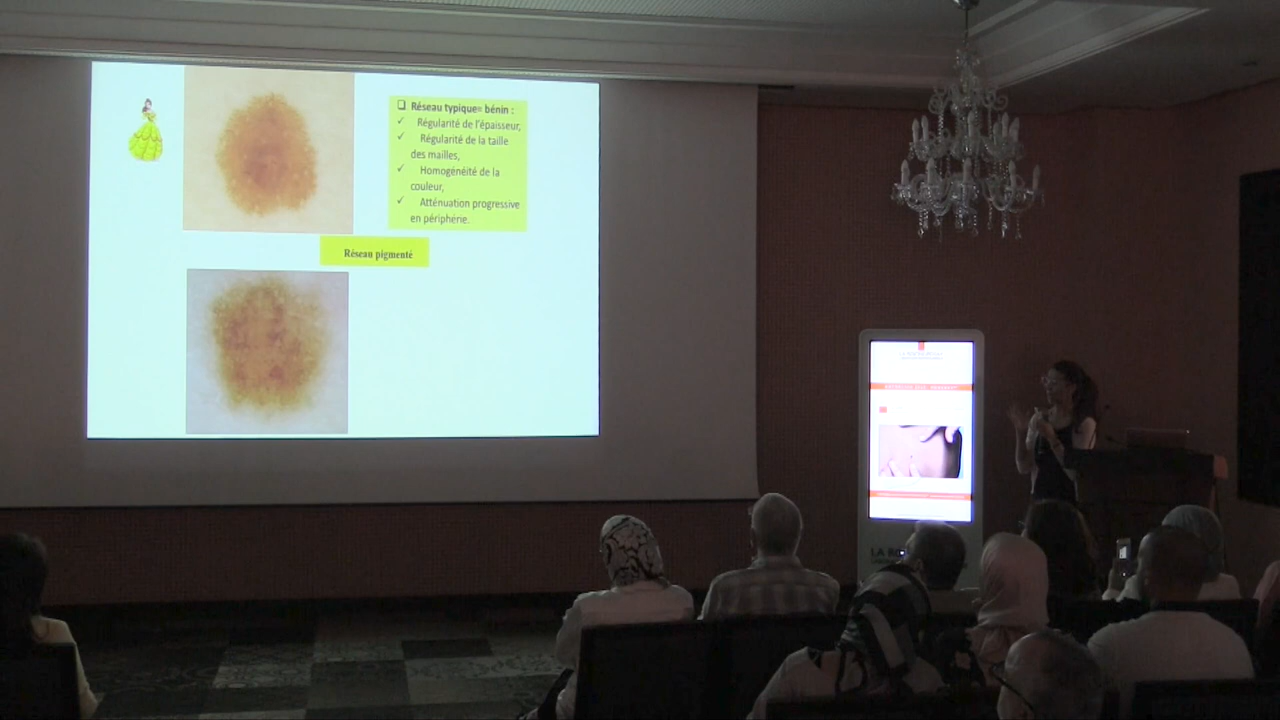 ❑ Réseau typique= bénin :
✓ Régularité de l'épaisseur,
✓ Régularité de la taille
des mailles,
✓ Homogénéité de la
couleur,
✓ Atténuation progressive
en périphérie.
Réseau pigmenté